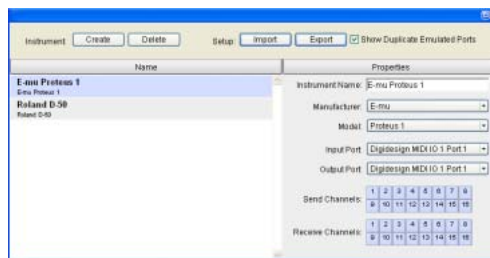 Instrument: Create Delete Setup: Import Export Show Duplicate Emulated Ports
Name
E-mu Proteus 1
E-mu Proteus 1
Roland D-50
Roland D-50
Properties
Instrument Name: E-mu Proteus 1
Manufacturer: E-mu
Model: Proteus 1
Input Port: Digidesign MIDI IO 1 Port 1
Output Port: Digidesign MIDI IO 1 Port 1
Send Channels: 1 2 3 4 5 6 7 8
9 10 11 12 13 14 15 16
Receive Channels: 1 2 3 4 5 6 7 8
9 10 11 12 13 14 15 16